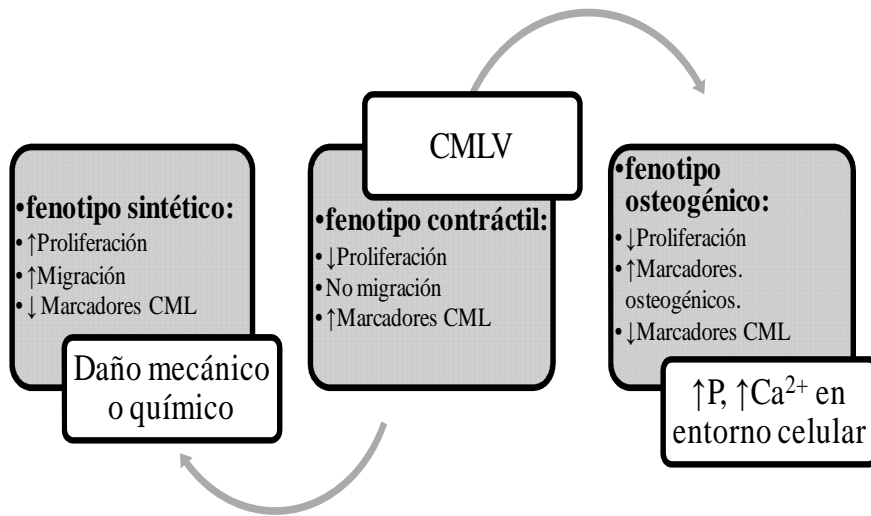 •fenotipo sintético:
• ↑Proliferación
• ↑Migración
• ↓ Marcadores CML
Daño mecánico
o químico
CMLV
•fenotipo contráctil:
• ↓Proliferación
• No migración
• ↑Marcadores CML
•fenotipo
osteogénico:
• ↓Proliferación
• ↑Marcadores.
osteogénicos.
• ↓Marcadores CML
↑P, ↑Ca²⁺ en
entorno celular